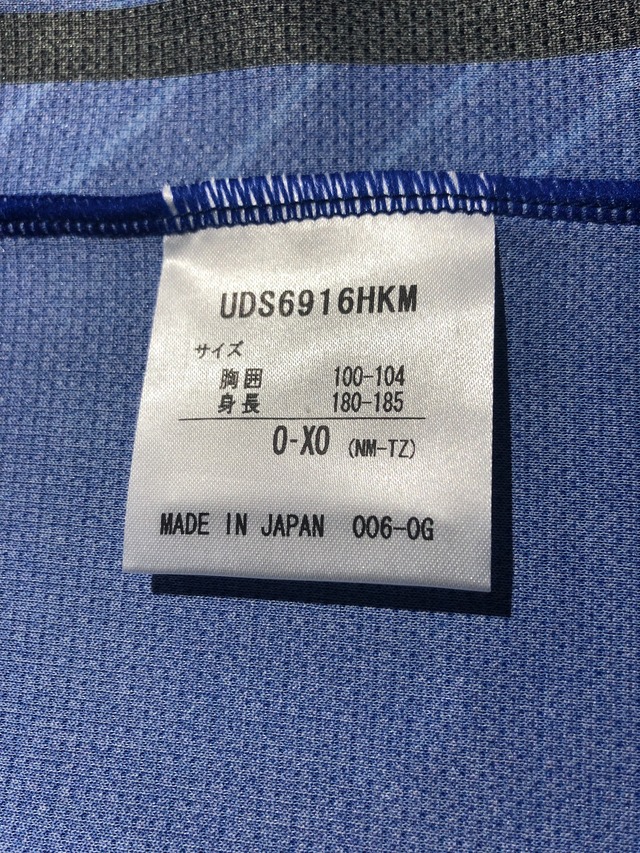 UDS6916HKM
サイズ
胸囲 100-104
身長 180-185
O-XO (NM-TZ)
MADE IN JAPAN 006-OG